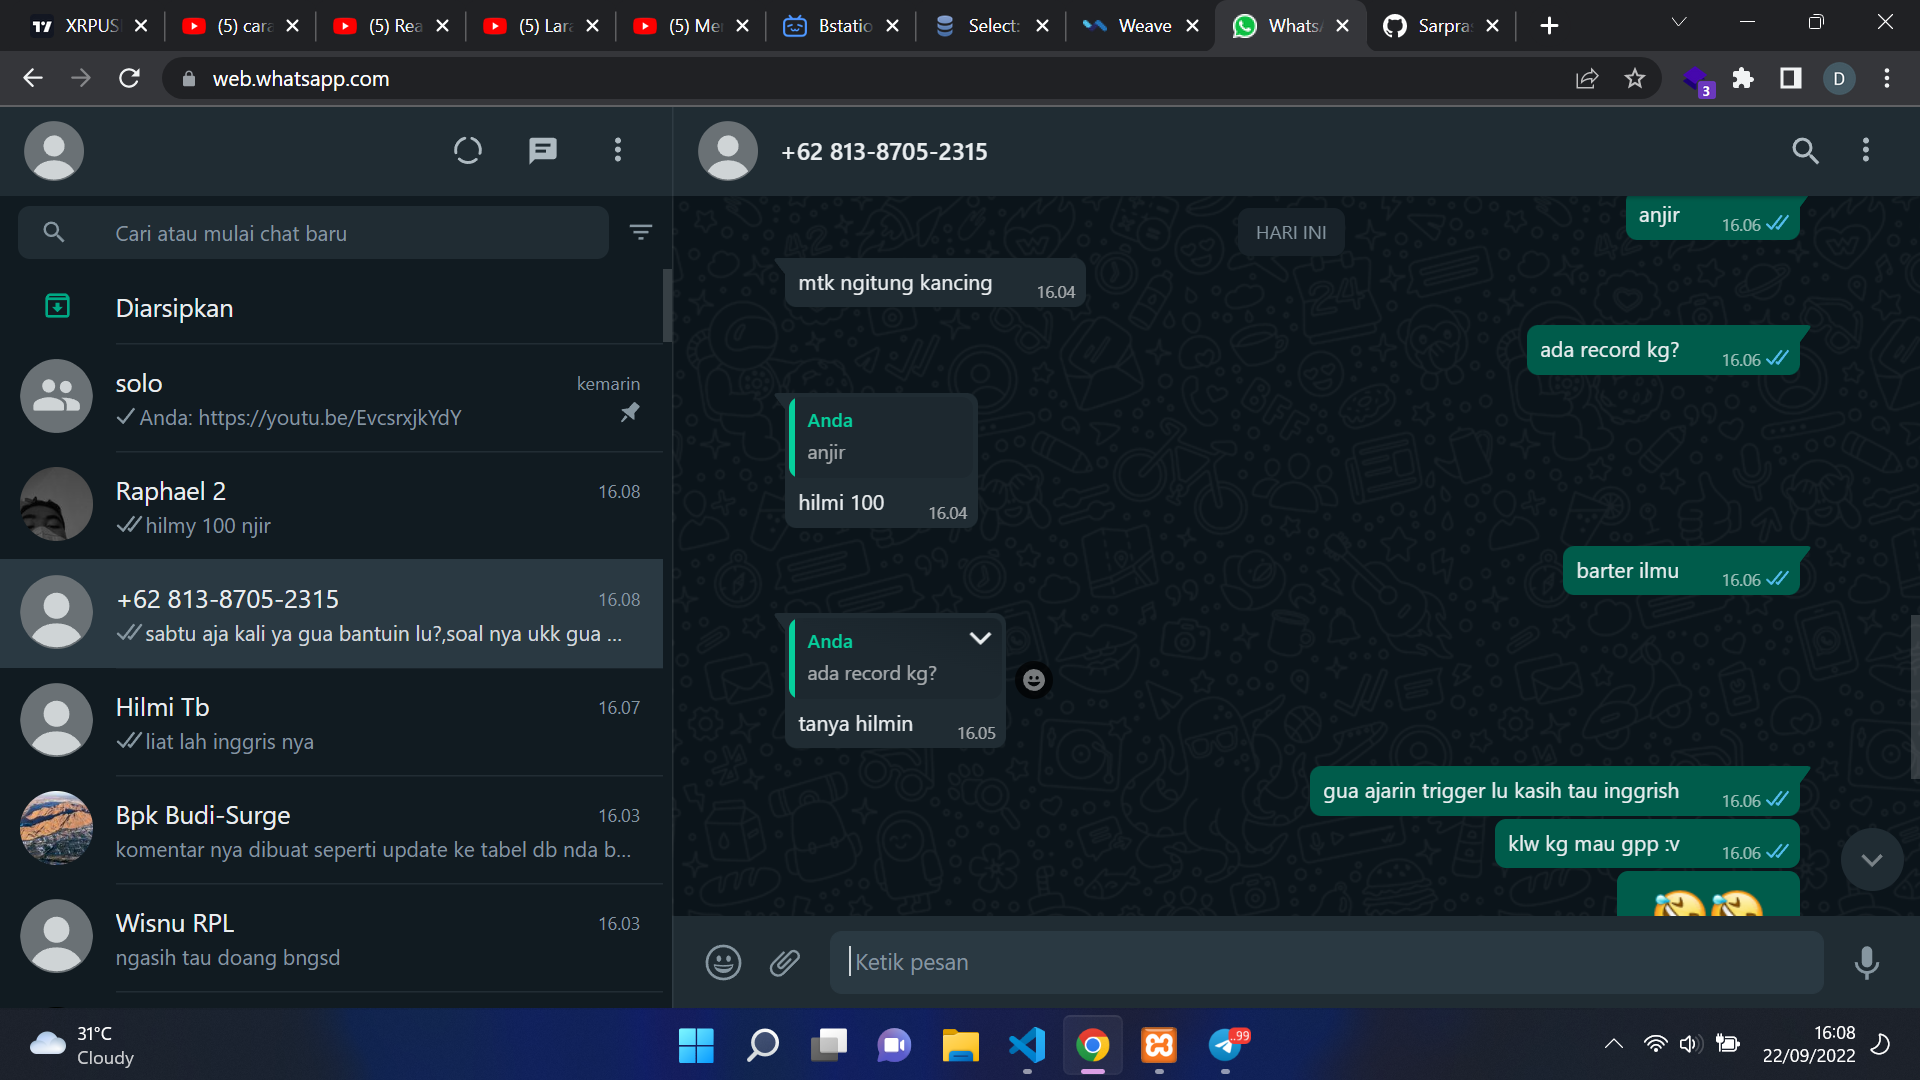 XRPUS
(5) cara
(5) Rea
(5) Lara
(5) Me
Bstatio
Select:
Weave
Whats
Sarpra
web.whatsapp.com
3
D
+62 813-8705-2315
Cari atau mulai chat baru
Diarsipkan
solo
kemarin
Anda: https://youtu.be/EvcsrxjkYdY
Raphael 2
16.08
hilmy 100 njir
+62 813-8705-2315
16.08
sabtu aja kali ya gua bantuin lu?,soal nya ukk gua ...
Hilmi Tb
16.07
liat lah inggris nya
Bpk Budi-Surge
16.03
komentar nya dibuat seperti update ke tabel db nda b...
Wisnu RPL
16.03
ngasih tau doang bngsd
anjir 16.06
HARI INI
mtk ngitung kancing 16.04
ada record kg? 16.06
Anda
anjir
hilmi 100 16.04
barter ilmu 16.06
Anda
ada record kg?
tanya hilmin 16.05
gua ajarin trigger lu kasih tau inggrish 16.06
klw kg mau gpp :v 16.06
Ketik pesan
31°C
Cloudy
..99
16:08
22/09/2022